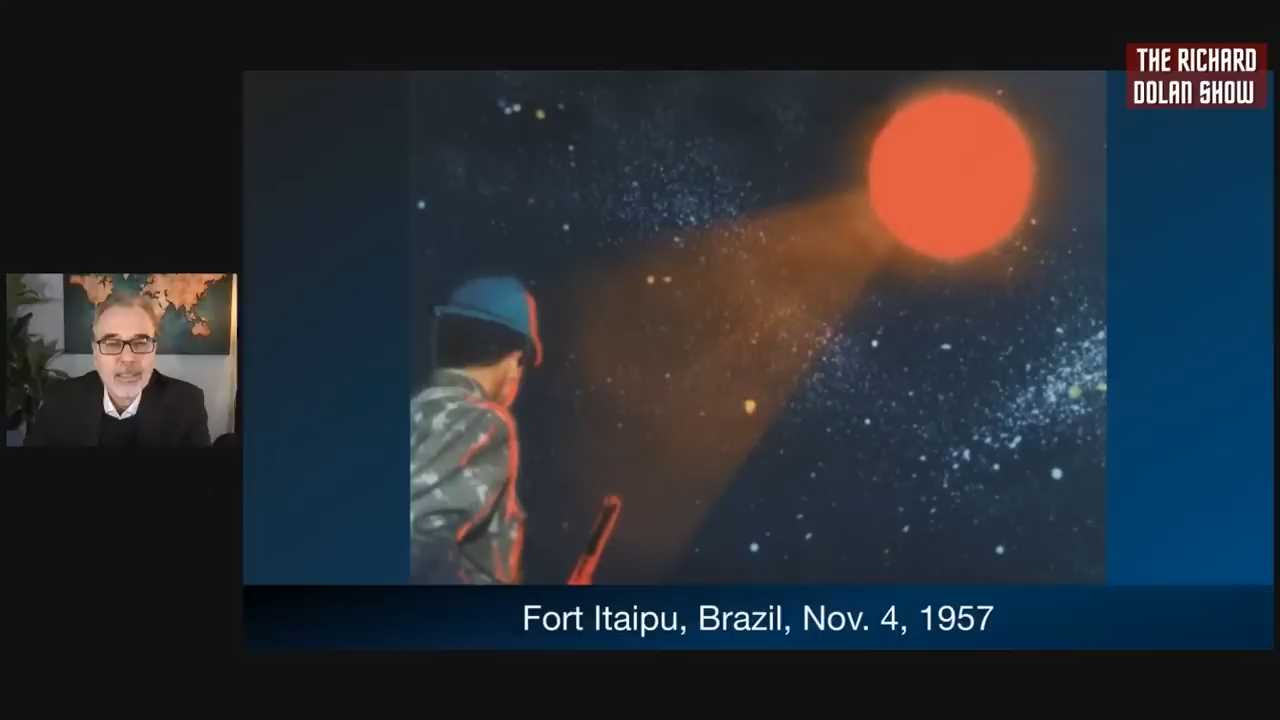 THE RICHARD
DOLAN SHOW
Fort Itaipu, Brazil, Nov. 4, 1957